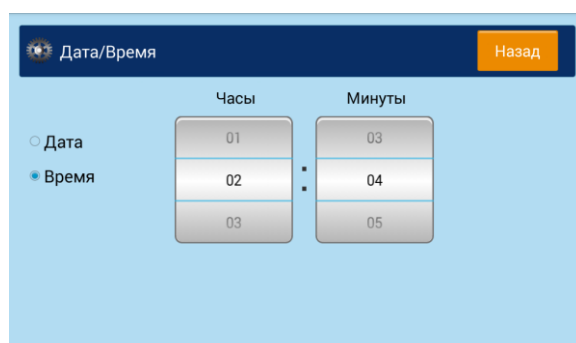 Дата/Время
Назад
Часы Минуты
Дата
Время
01 03
02 : 04
03 05